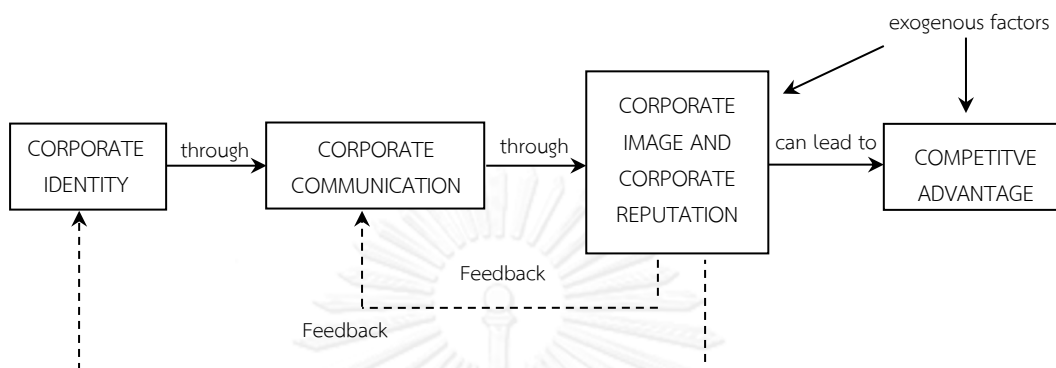 exogenous factors
CORPORATE
IDENTITY
through
CORPORATE
COMMUNICATION
through
CORPORATE
IMAGE AND
CORPORATE
REPUTATION
can lead to
COMPETITVE
ADVANTAGE
Feedback
Feedback